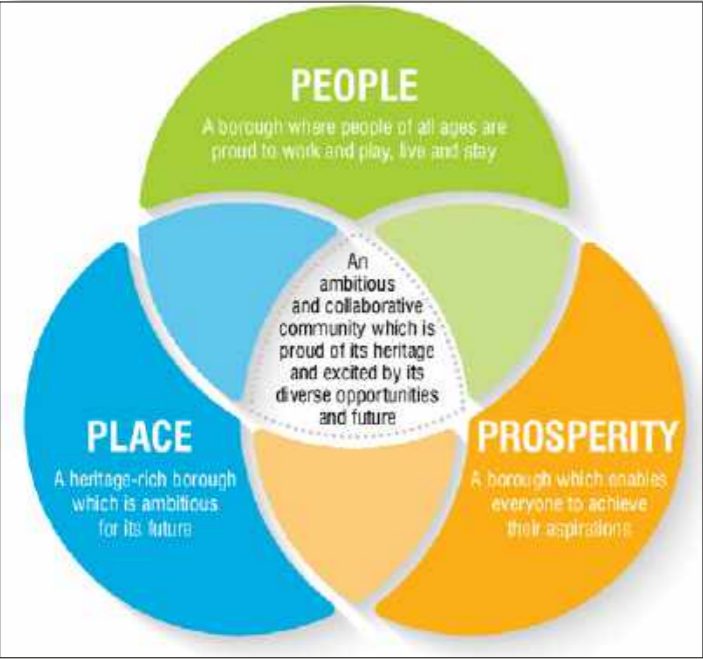 PEOPLE
A borough where people of all ages are
proud to work and play, live and stay
An
ambitious
and collaborative
community which is
proud of its heritage
and excited by its
diverse opportunities
and future
PLACE
A heritage-rich borough
which is ambitious
for its future
PROSPERITY
A borough which enables
everyone to achieve
their aspirations